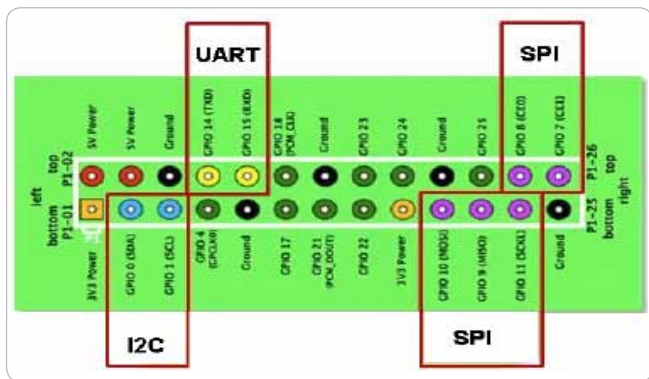 UART
SPI
5V Power
5V Power
Ground
GPIO 14 (TXD)
GPIO 15 (RXD)
GPIO 18
(PCM_CLK)
Ground
GPIO 23
GPIO 24
Ground
GPIO 25
GPIO 8 (CE0)
GPIO 7 (CE1)
left
top
P1-02
P1-26
top
bottom
P1-01
P1-25
bottom
right
3V3 Power
GPIO 0 (SDA)
GPIO 1 (SCL)
GPIO 4
(GPCLK0)
Ground
GPIO 17
GPIO 21
(PCM_DOUT)
GPIO 22
3V3 Power
GPIO 10 (MOSI)
GPIO 9 (MISO)
GPIO 11 (SCKL)
Ground
I2C
SPI